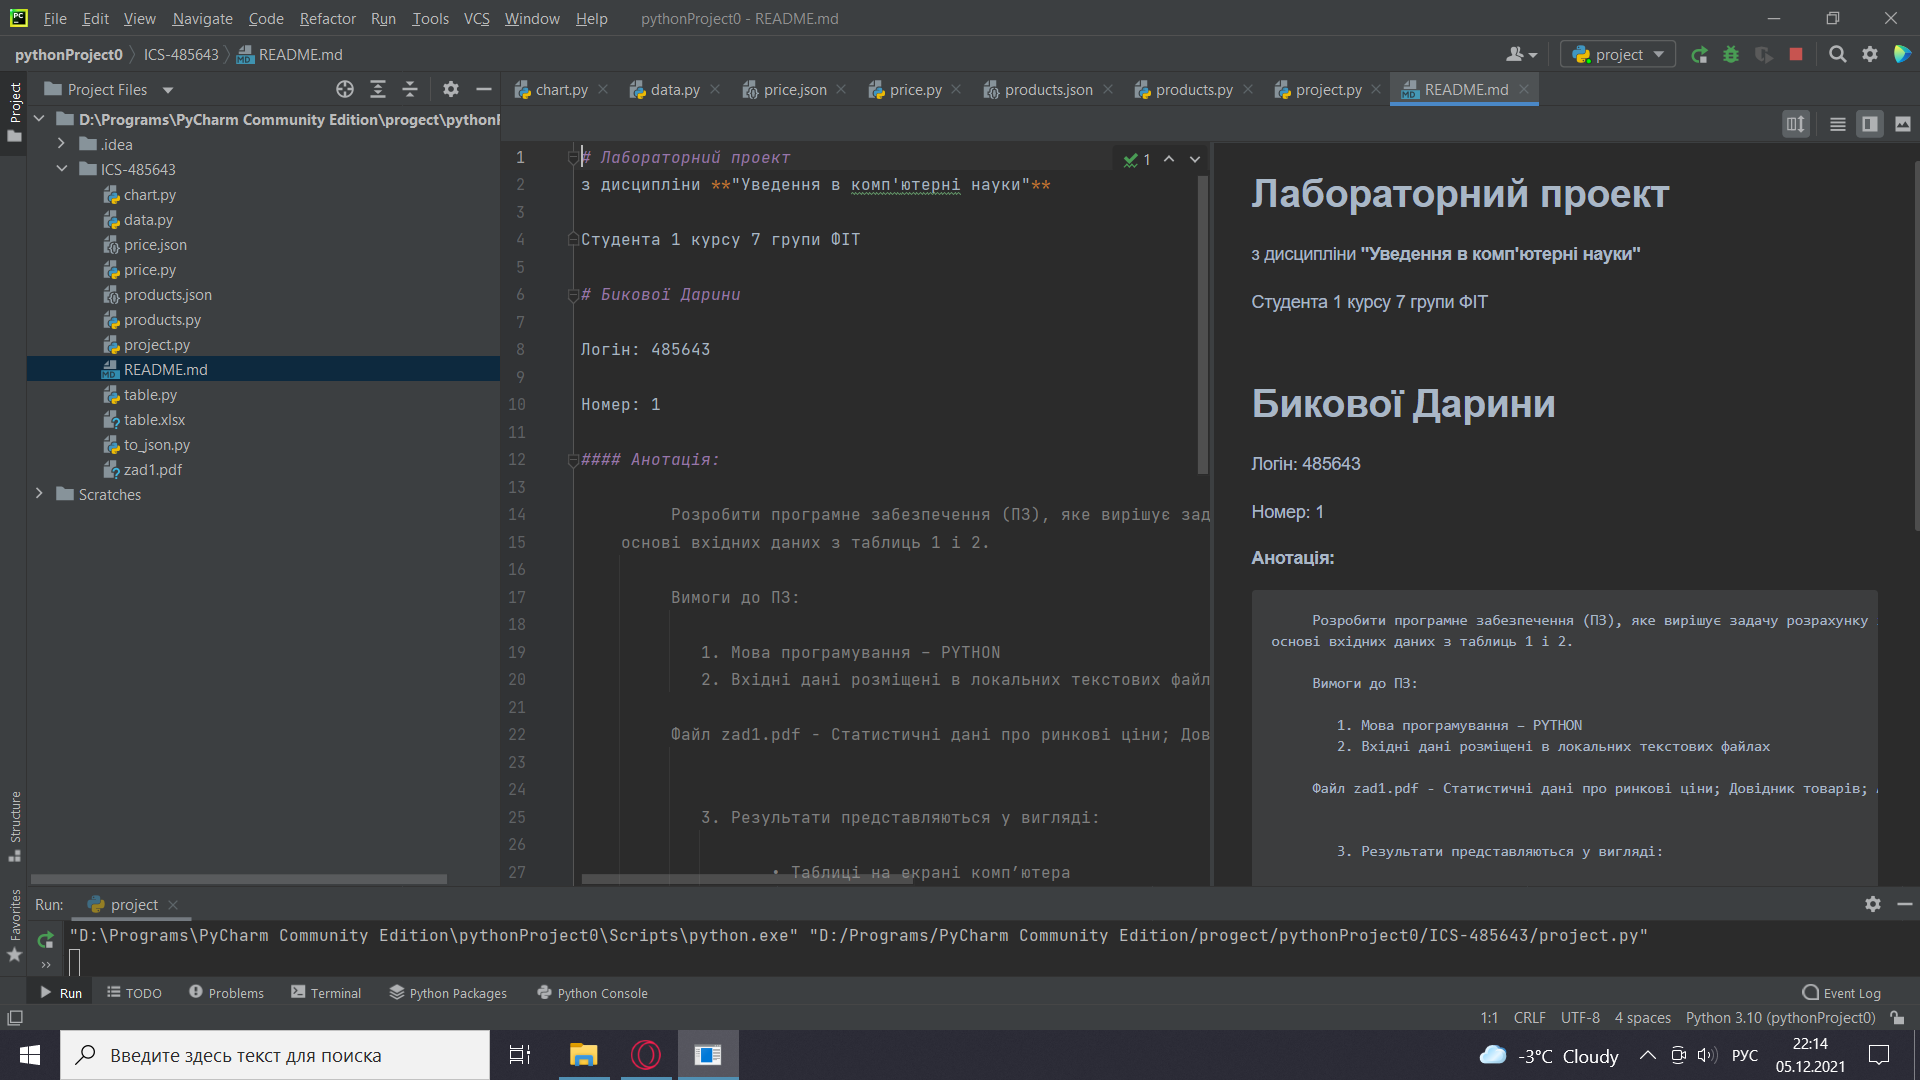 File Edit View Navigate Code Refactor Run Tools VCS Window Help pythonProject0 - README.md
pythonProject0 ICS-485643 README.md project
Project
Project Files
D:\Programs\PyCharm Community Edition\progect\pythonP
.idea
ICS-485643
chart.py
data.py
price.json
price.py
products.json
products.py
project.py
README.md
table.py
table.xlsx
to_json.py
zad1.pdf
Scratches
chart.py data.py price.json price.py products.json products.py project.py README.md
1
1 # Лабораторний проект
2 з дисципліни **"Уведення в комп'ютерні науки"**
3
4 Студента 1 курсу 7 групи ФІТ
5
6 # Бикової Дарини
7
8 Логін: 485643
9
10 Номер: 1
11
12 #### Анотація:
13
14 Розробити програмне забезпечення (ПЗ), яке вирішує зад
15 основі вхідних даних з таблиць 1 і 2.
16
17 Вимоги до ПЗ:
18
19 1. Мова програмування – PYTHON
20 2. Вхідні дані розміщені в локальних текстових файл
21
22 Файл zad1.pdf - Статистичні дані про ринкові ціни; Дов
23
24
25 3. Результати представляються у вигляді:
26
27 • Таблиці на екрані комп’ютера
Лабораторний проект
з дисципліни "Уведення в комп'ютерні науки"
Студента 1 курсу 7 групи ФІТ
Бикової Дарини
Логін: 485643
Номер: 1
Анотація:
Розробити програмне забезпечення (ПЗ), яке вирішує задачу розрахунку
основі вхідних даних з таблиць 1 і 2.
Вимоги до ПЗ:
1. Мова програмування – PYTHON
2. Вхідні дані розміщені в локальних текстових файлах
Файл zad1.pdf - Статистичні дані про ринкові ціни; Довідник товарів;
3. Результати представляються у вигляді:
Structure
Favorites
Run: project
"D:\Programs\PyCharm Community Edition\pythonProject0\Scripts\python.exe" "D:/Programs/PyCharm Community Edition/progect/pythonProject0/ICS-485643/project.py"
Run TODO Problems Terminal Python Packages Python Console Event Log
1:1 CRLF UTF-8 4 spaces Python 3.10 (pythonProject0)
Введите здесь текст для поиска
-3°C Cloudy РУС
22:14
05.12.2021